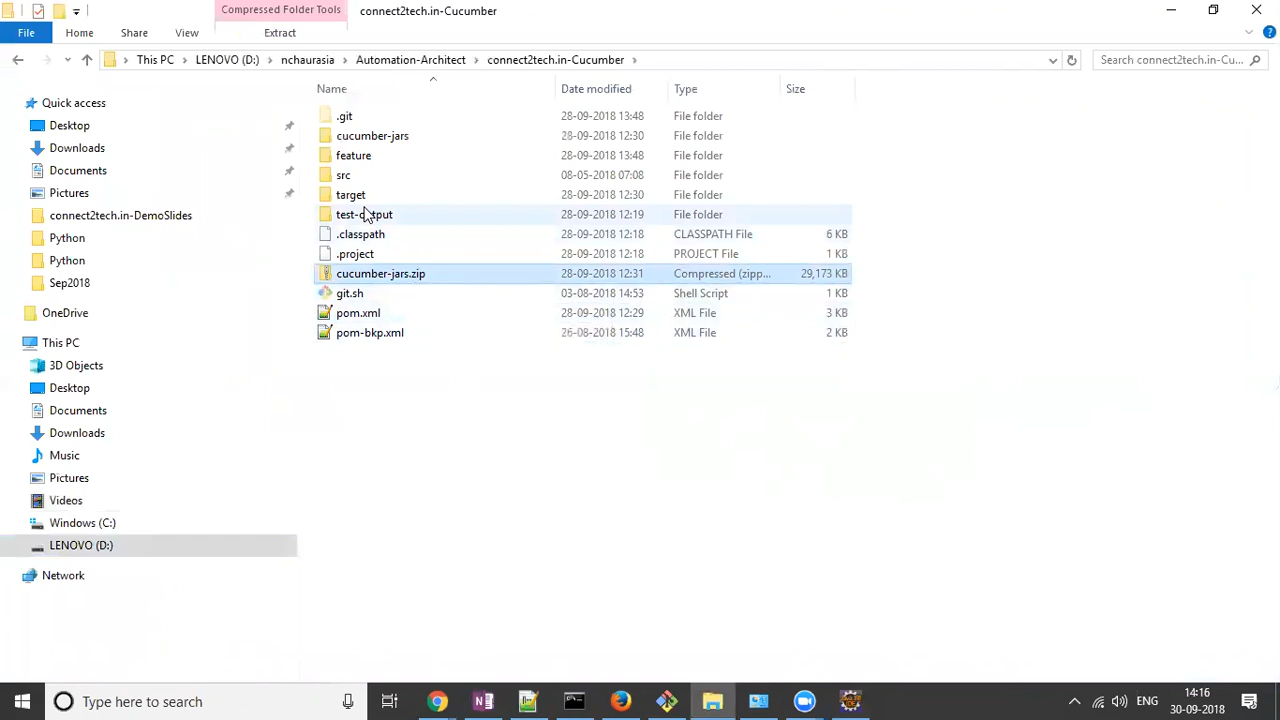 Compressed Folder Tools
connect2tech.in-Cucumber
File Home Share View Extract
This PC LENOVO (D:) nchaurasia Automation-Architect connect2tech.in-Cucumber
Search connect2tech.in-Cu...
Name Date modified Type Size
Quick access
Desktop
Downloads
Documents
Pictures
connect2tech.in-DemoSlides
Python
Python
Sep2018
OneDrive
This PC
3D Objects
Desktop
Documents
Downloads
Music
Pictures
Videos
Windows (C:)
LENOVO (D:)
Network
.git 28-09-2018 13:48 File folder
cucumber-jars 28-09-2018 12:30 File folder
feature 28-09-2018 13:48 File folder
src 08-05-2018 07:08 File folder
target 28-09-2018 12:30 File folder
test-output 28-09-2018 12:19 File folder
.classpath 28-09-2018 12:18 CLASSPATH File 6 KB
.project 28-09-2018 12:18 PROJECT File 1 KB
cucumber-jars.zip 28-09-2018 12:31 Compressed (zipp... 29,173 KB
git.sh 03-08-2018 14:53 Shell Script 1 KB
pom.xml 28-09-2018 12:29 XML File 3 KB
pom-bkp.xml 26-08-2018 15:48 XML File 2 KB
Type here to search
ENG
14:16
30-09-2018